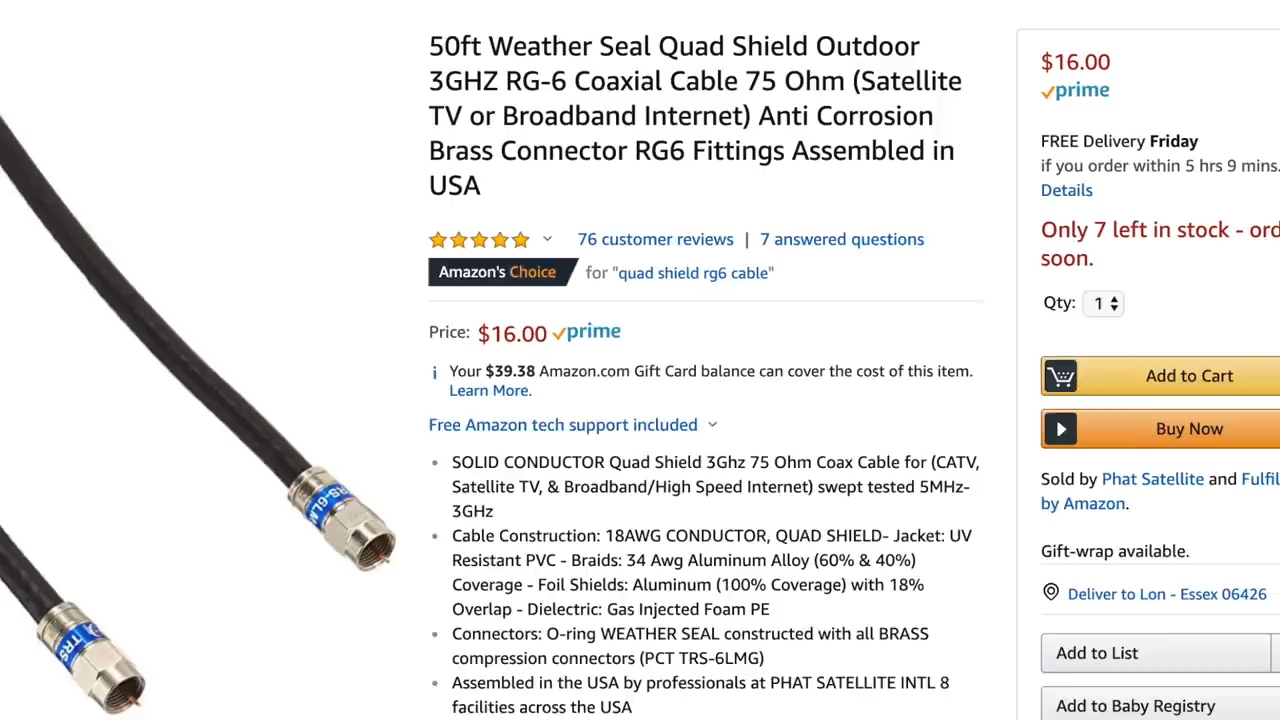 50ft Weather Seal Quad Shield Outdoor
3GHZ RG-6 Coaxial Cable 75 Ohm (Satellite
TV or Broadband Internet) Anti Corrosion
Brass Connector RG6 Fittings Assembled in
USA
76 customer reviews | 7 answered questions
Amazon's Choice for "quad shield rg6 cable"
Price: $16.00 prime
i Your $39.38 Amazon.com Gift Card balance can cover the cost of this item.
Learn More.
Free Amazon tech support included
• SOLID CONDUCTOR Quad Shield 3Ghz 75 Ohm Coax Cable for (CATV,
Satellite TV, & Broadband/High Speed Internet) swept tested 5MHz-
3GHz
• Cable Construction: 18AWG CONDUCTOR, QUAD SHIELD- Jacket: UV
Resistant PVC - Braids: 34 Awg Aluminum Alloy (60% & 40%)
Coverage - Foil Shields: Aluminum (100% Coverage) with 18%
Overlap - Dielectric: Gas Injected Foam PE
• Connectors: O-ring WEATHER SEAL constructed with all BRASS
compression connectors (PCT TRS-6LMG)
• Assembled in the USA by professionals at PHAT SATELLITE INTL 8
facilities across the USA
$16.00
prime
FREE Delivery Friday
if you order within 5 hrs 9 mins.
Details
Only 7 left in stock - ord
soon.
Qty: 1
Add to Cart
Buy Now
Sold by Phat Satellite and Fulfil
by Amazon.
Gift-wrap available.
Deliver to Lon - Essex 06426
Add to List
Add to Baby Registry
TRS-6LM
TRS